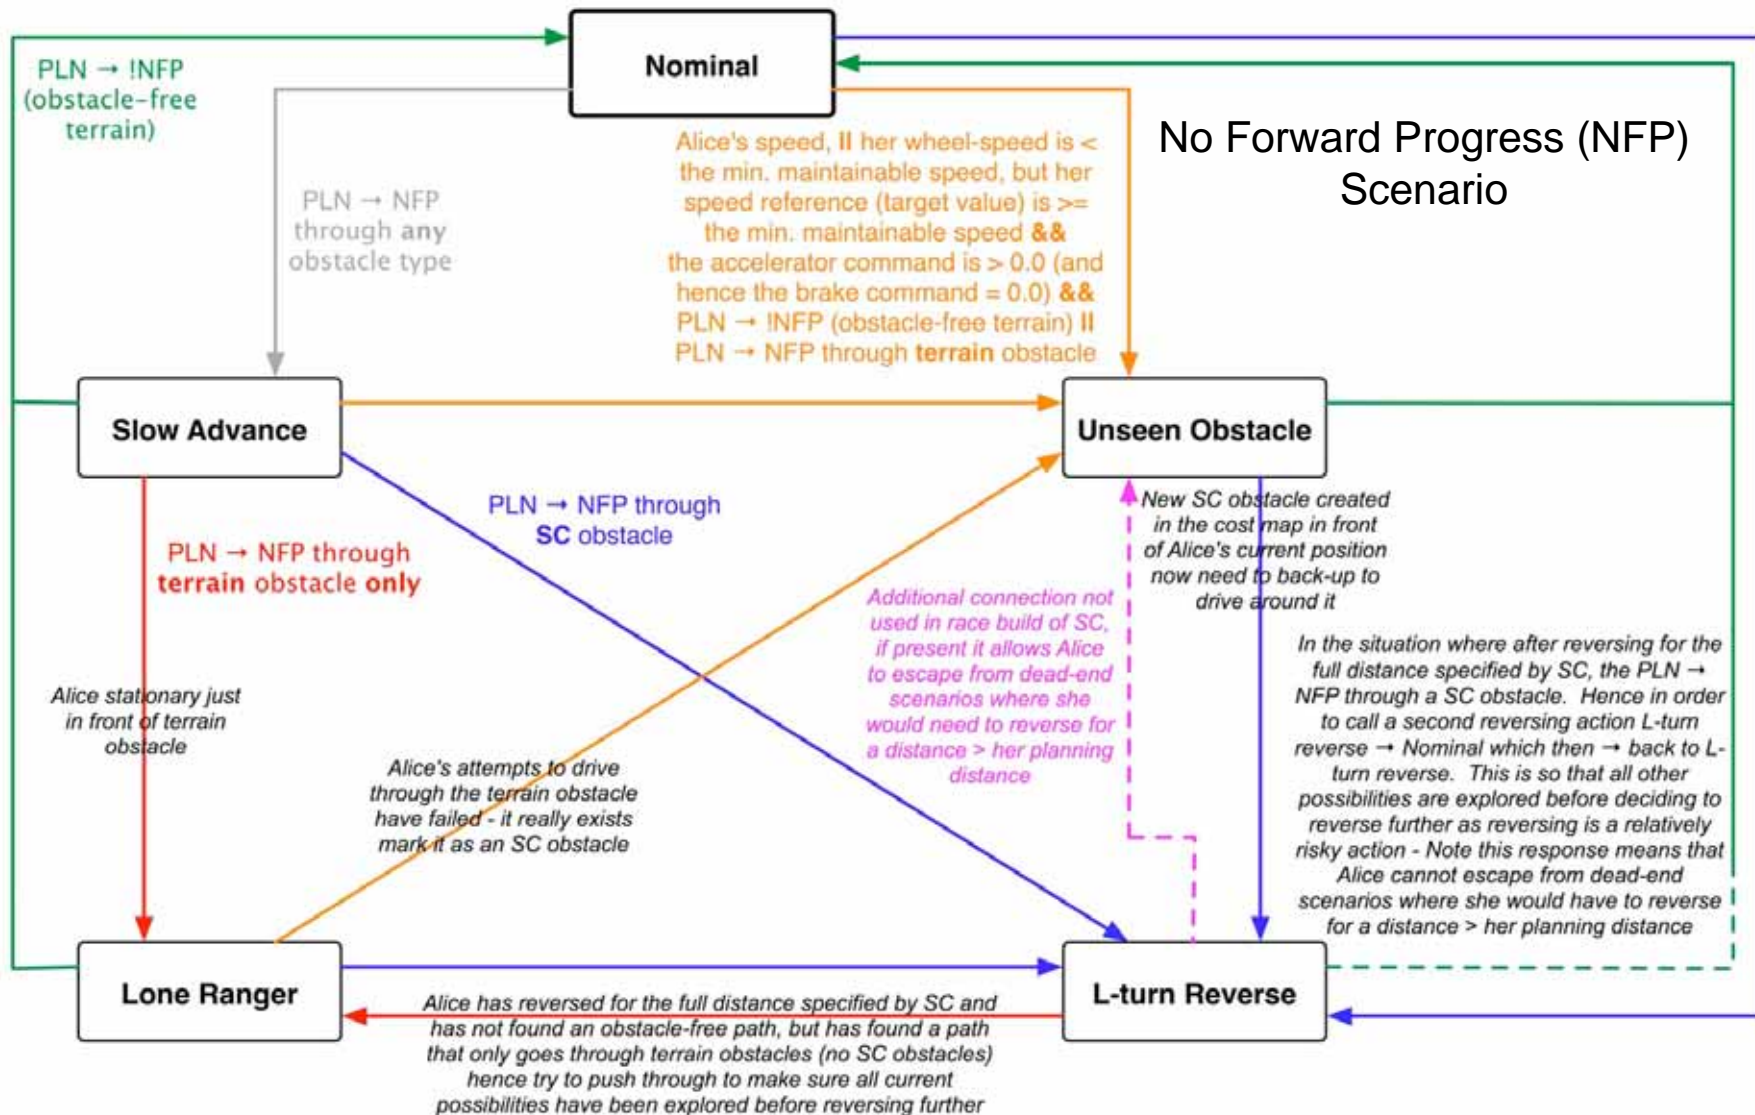 Nominal
PLN → !NFP
(obstacle-free
terrain)
No Forward Progress (NFP)
Scenario
PLN → NFP
through any
obstacle type
Alice's speed, II her wheel-speed is <
the min. maintainable speed, but her
speed reference (target value) is >=
the min. maintainable speed &&
the accelerator command is > 0.0 (and
hence the brake command = 0.0) &&
PLN → !NFP (obstacle-free terrain) II
PLN → NFP through terrain obstacle
Slow Advance
Unseen Obstacle
PLN → NFP through
SC obstacle
PLN → NFP through
terrain obstacle only
New SC obstacle created
in the cost map in front
of Alice's current position
now need to back-up to
drive around it
Additional connection not
used in race build of SC,
if present it allows Alice
to escape from dead-end
scenarios where she
would need to reverse for
a distance > her planning
distance
In the situation where after reversing for the
full distance specified by SC, the PLN →
NFP through a SC obstacle. Hence in order
to call a second reversing action L-turn
reverse → Nominal which then → back to L-
turn reverse. This is so that all other
possibilities are explored before deciding to
reverse further as reversing is a relatively
risky action - Note this response means that
Alice cannot escape from dead-end
scenarios where she would have to reverse
for a distance > her planning distance
Alice stationary just
in front of terrain
obstacle
Alice's attempts to drive
through the terrain obstacle
have failed - it really exists
mark it as an SC obstacle
Lone Ranger
L-turn Reverse
Alice has reversed for the full distance specified by SC and
has not found an obstacle-free path, but has found a path
that only goes through terrain obstacles (no SC obstacles)
hence try to push through to make sure all current
possibilities have been explored before reversing further